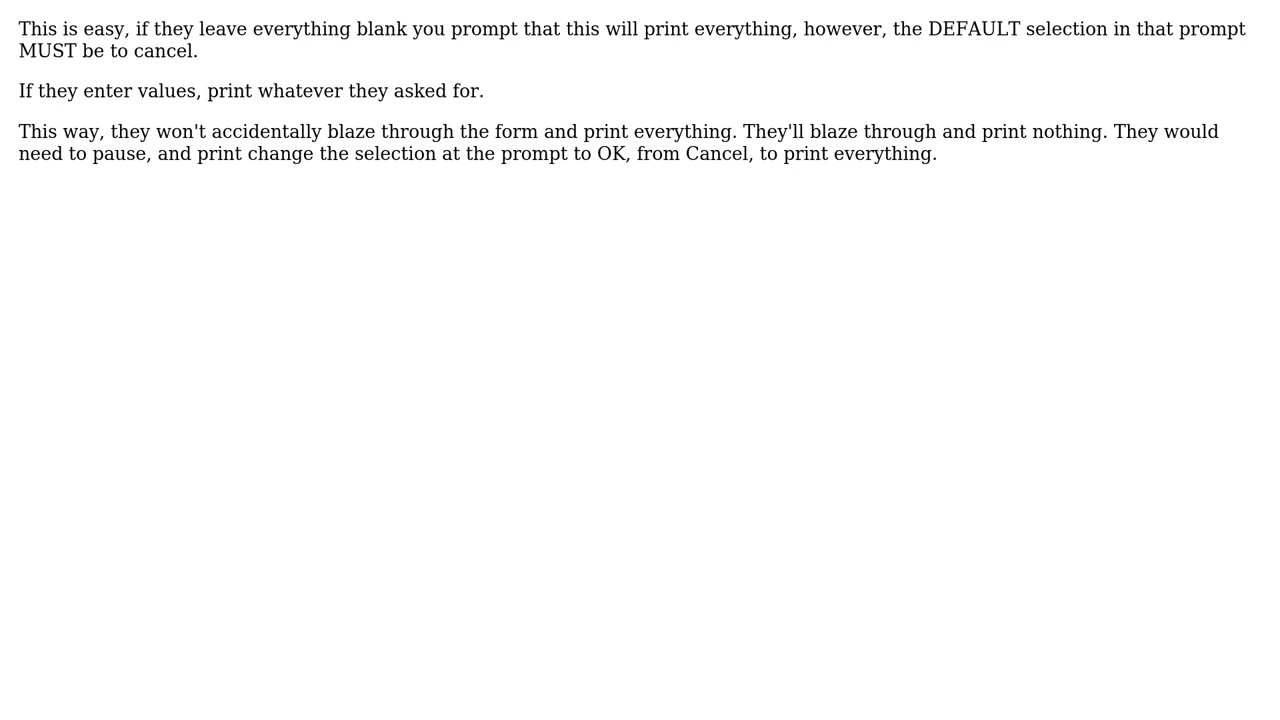 This is easy, if they leave everything blank you prompt that this will print everything, however, the DEFAULT selection in that prompt
MUST be to cancel.
If they enter values, print whatever they asked for.
This way, they won't accidentally blaze through the form and print everything. They'll blaze through and print nothing. They would
need to pause, and print change the selection at the prompt to OK, from Cancel, to print everything.